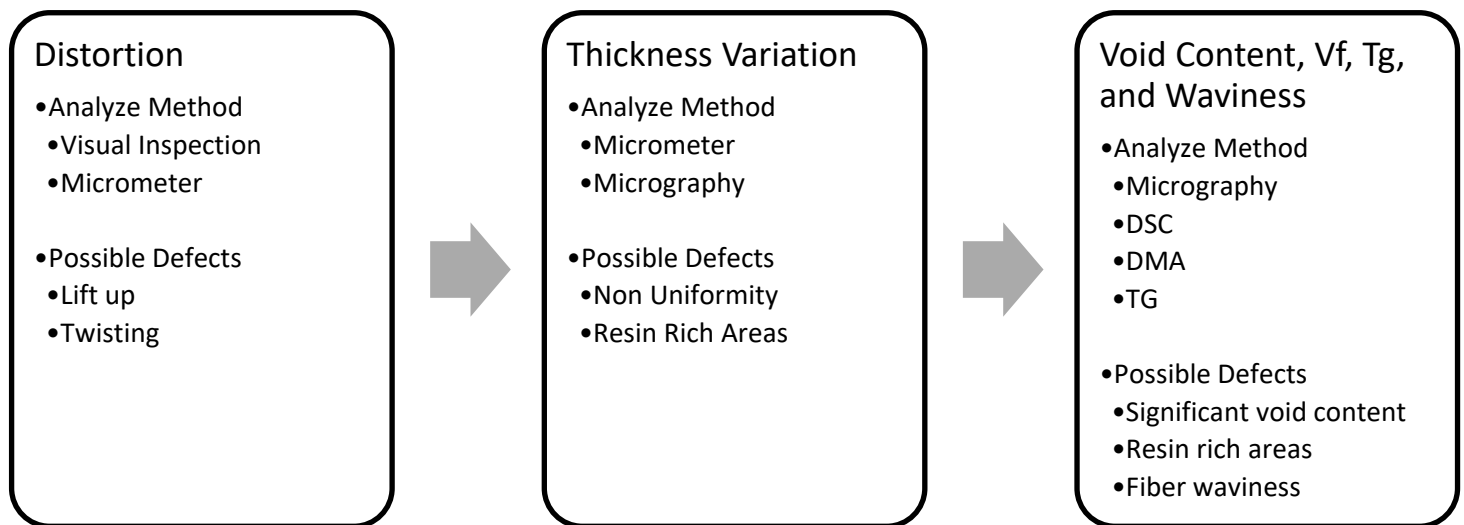 Distortion
•Analyze Method
•Visual Inspection
•Micrometer
•Possible Defects
•Lift up
•Twisting
Thickness Variation
•Analyze Method
•Micrometer
•Micrography
•Possible Defects
•Non Uniformity
•Resin Rich Areas
Void Content, Vf, Tg,
and Waviness
•Analyze Method
•Micrography
•DSC
•DMA
•TG
•Possible Defects
•Significant void content
•Resin rich areas
•Fiber waviness